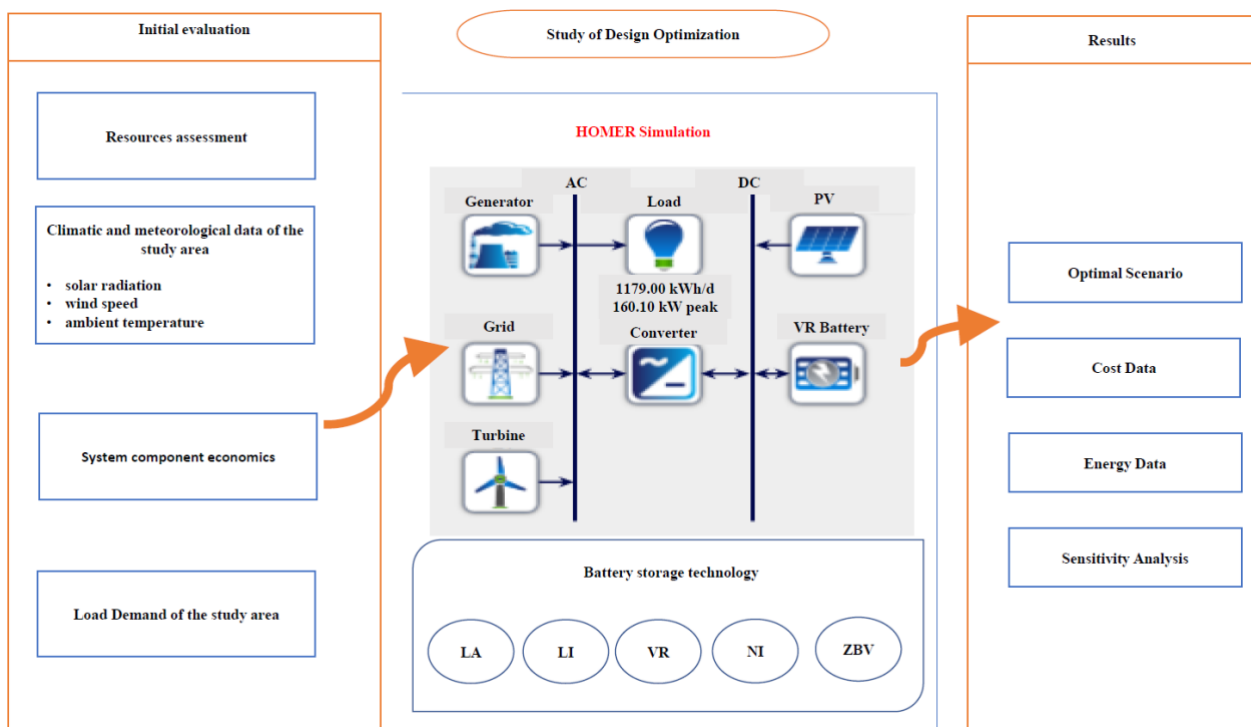 Initial evaluation
Resources assessment
Climatic and meteorological data of the
study area
• solar radiation
• wind speed
• ambient temperature
System component economics
Load Demand of the study area
Study of Design Optimization
HOMER Simulation
AC
DC
Generator
Load
PV
1179.00 kWh/d
160.10 kW peak
Grid
Converter
VR Battery
Turbine
Battery storage technology
LA
LI
VR
NI
ZBV
Results
Optimal Scenario
Cost Data
Energy Data
Sensitivity Analysis